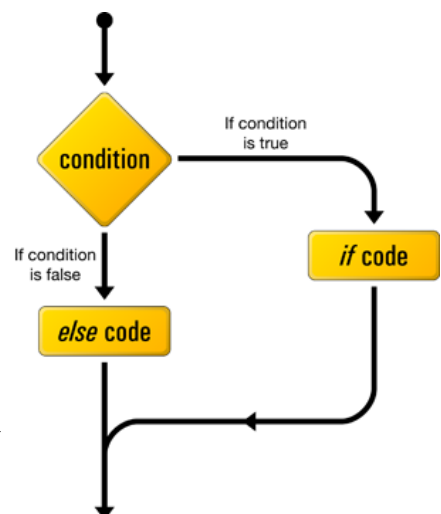 condition
If condition
is true
If condition
is false
if code
else code